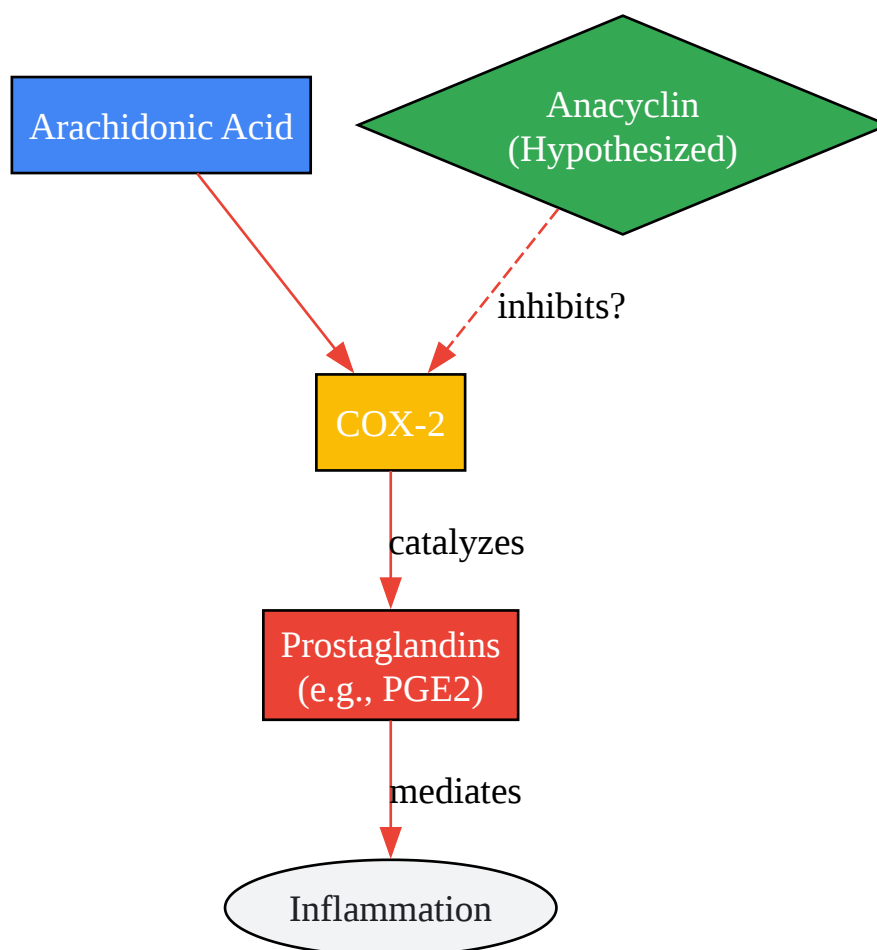 Arachidonic Acid
Anacyclin
(Hypothesized)
inhibits?
COX-2
catalyzes
Prostaglandins
(e.g., PGE2)
mediates
Inflammation